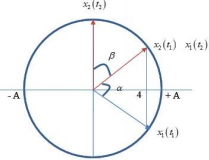 x₂(t₂)
β
x₂(t₁) x₁(t₂)
α
-A
4
+A
x₁(t₁)